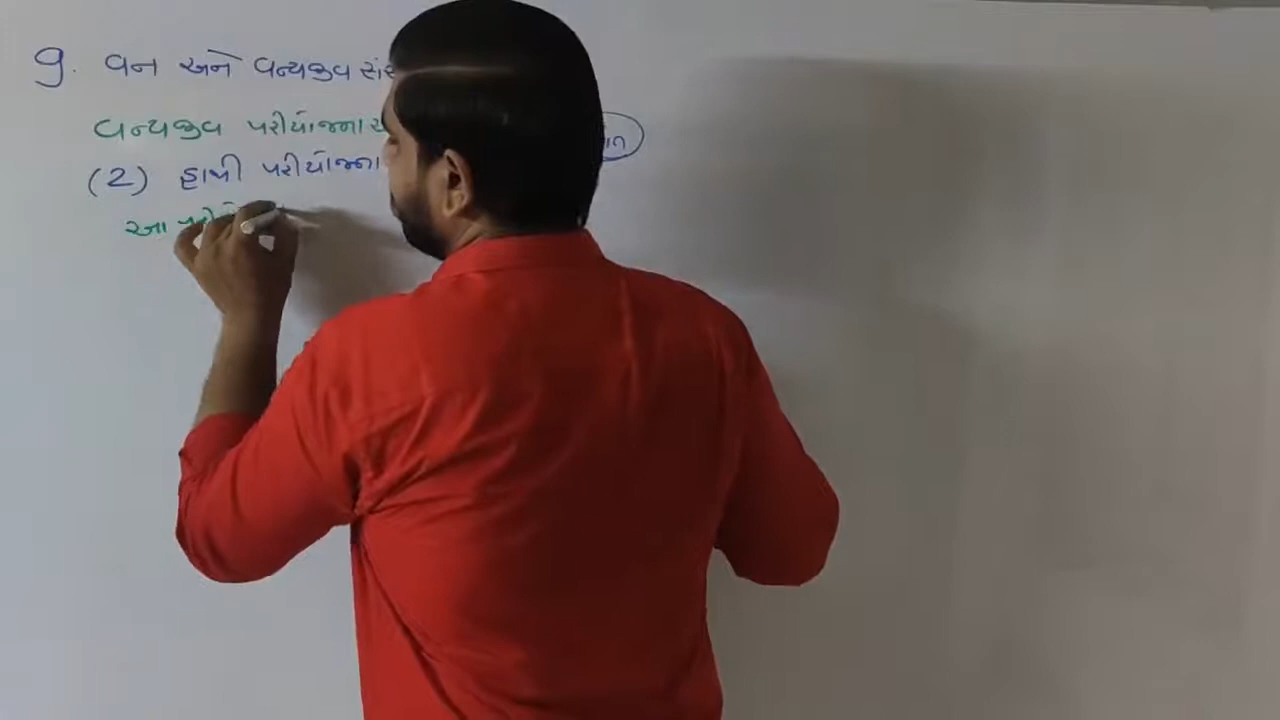 9. વન અને વન્યજીવ સંર
વન્યજીવ પરીયોજના
(2) હાથી પરીયોજના
આ